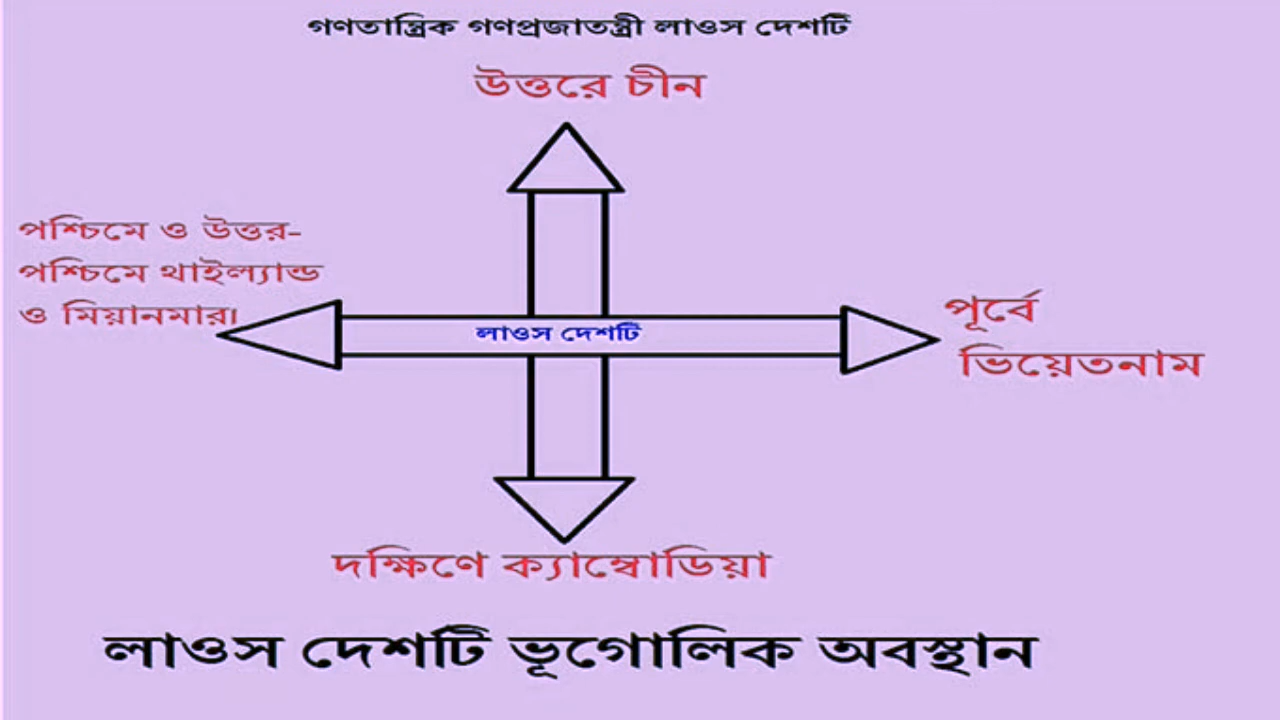 গণতান্ত্রিক গণপ্রজাতন্ত্রী লাওস দেশটি
উত্তরে চীন
পশ্চিমে ও উত্তর-
পশ্চিমে থাইল্যান্ড
ও মিয়ানমার।
লাওস দেশটি
পূর্বে
ভিয়েতনাম
দক্ষিণে ক্যাম্বোডিয়া
লাওস দেশটি ভূগোলিক অবস্থান